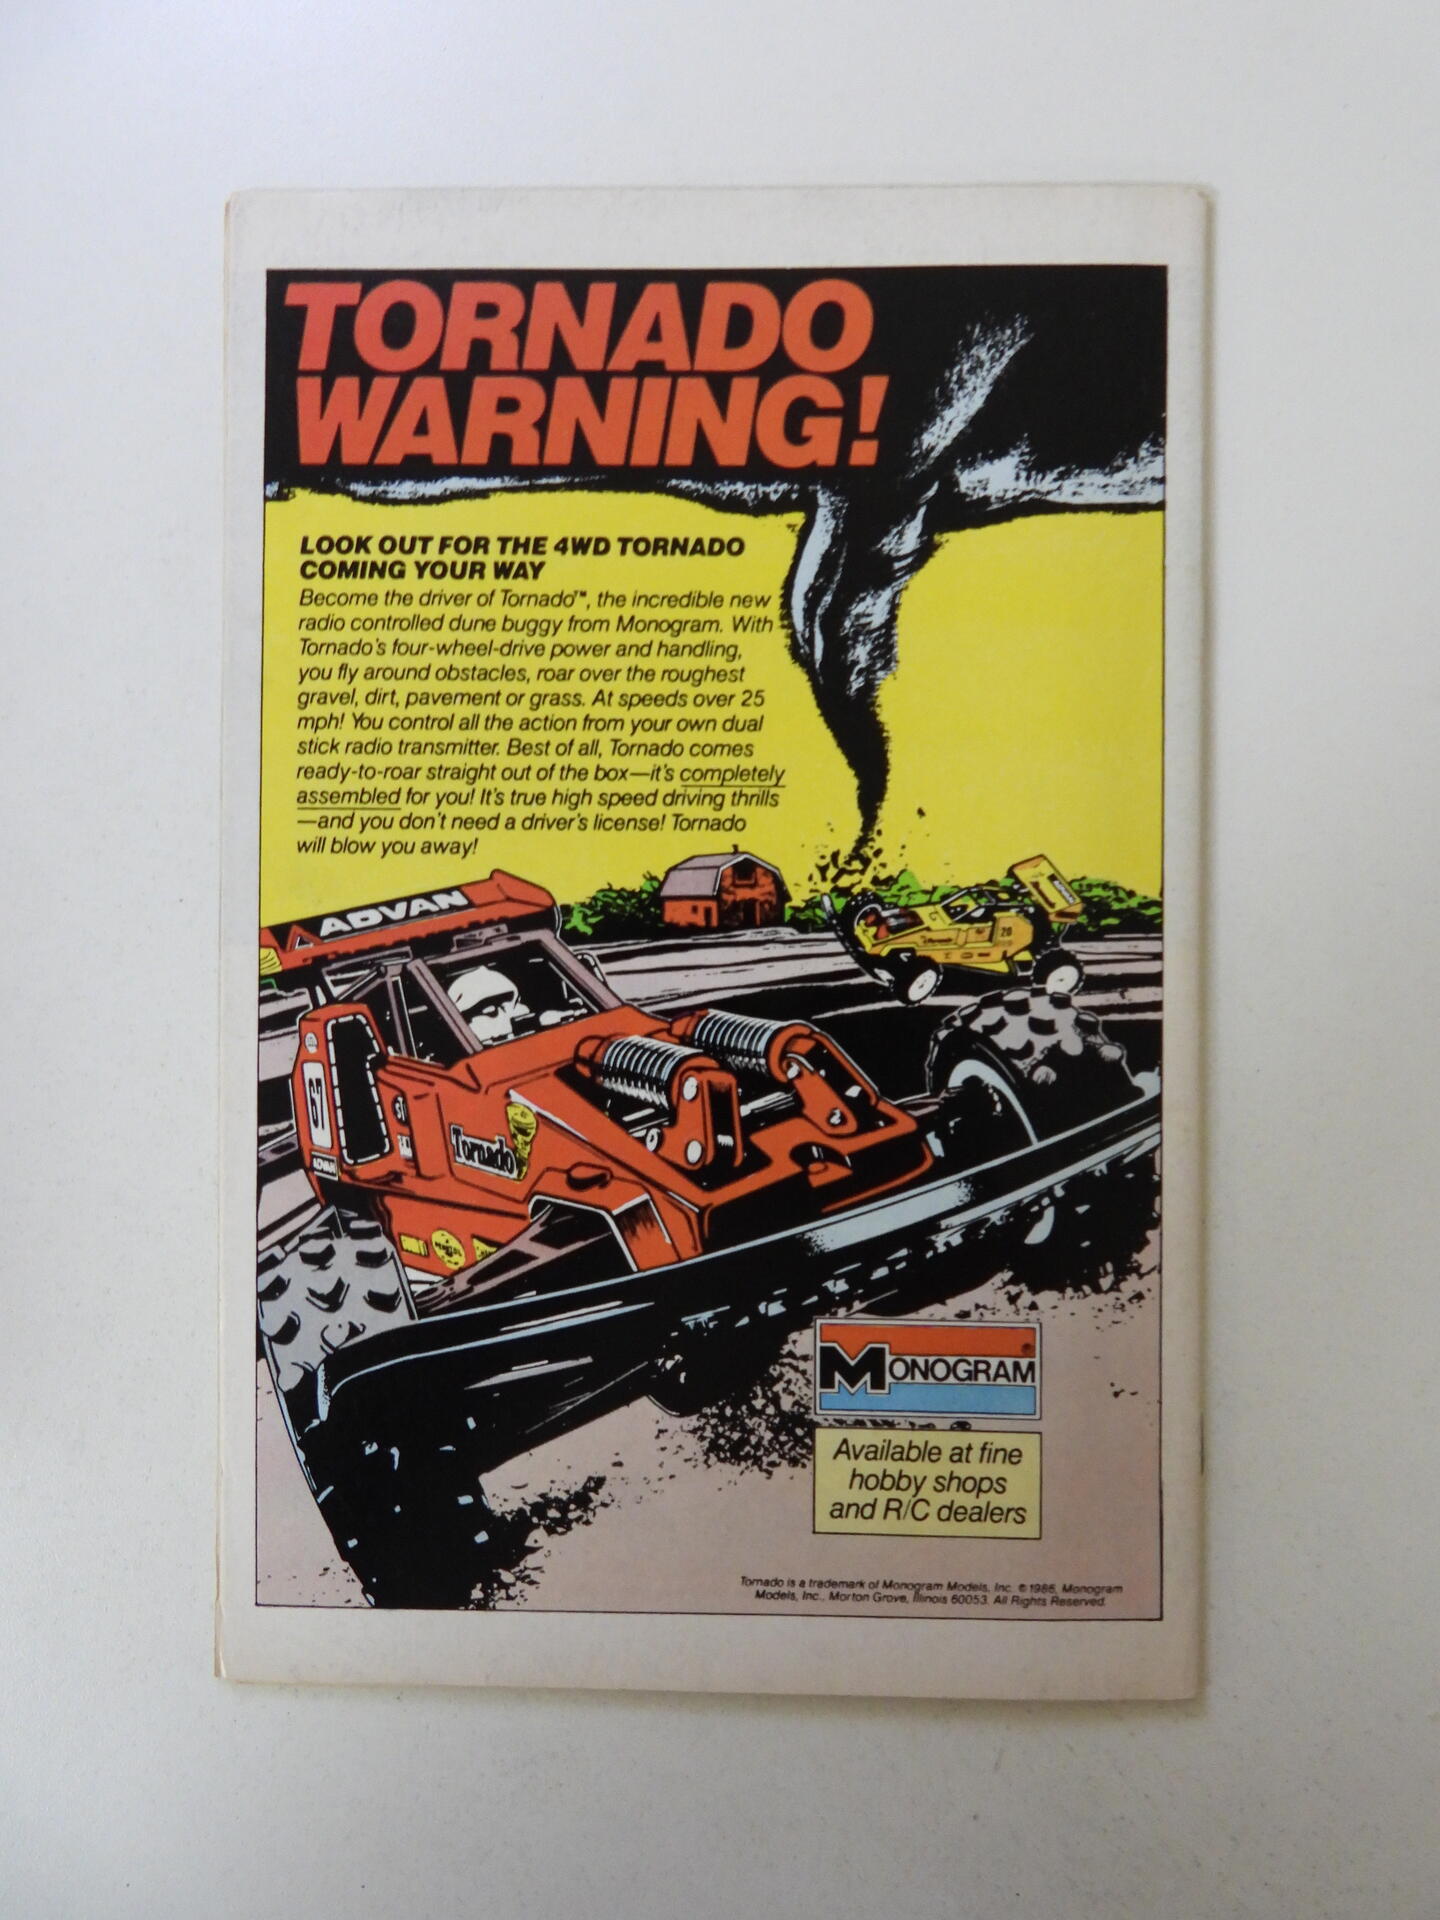 TORNADO
WARNING!
LOOK OUT FOR THE 4WD TORNADO
COMING YOUR WAY
Become the driver of Tornado™, the incredible new
radio controlled dune buggy from Monogram. With
Tornado's four-wheel-drive power and handling,
you fly around obstacles, roar over the roughest
gravel, dirt, pavement or grass. At speeds over 25
mph! You control all the action from your own dual
stick radio transmitter. Best of all, Tornado comes
ready-to-roar straight out of the box—it's completely
assembled for you! It's true high speed driving thrills
—and you don't need a driver's license! Tornado
will blow you away!
ADVAN
20
67
ADVAN
Tornado
MONOGRAM®
Available at fine
hobby shops
and R/C dealers
Tornado is a trademark of Monogram Models, Inc. © 1986, Monogram
Models, Inc., Morton Grove, Illinois 60053. All Rights Reserved.